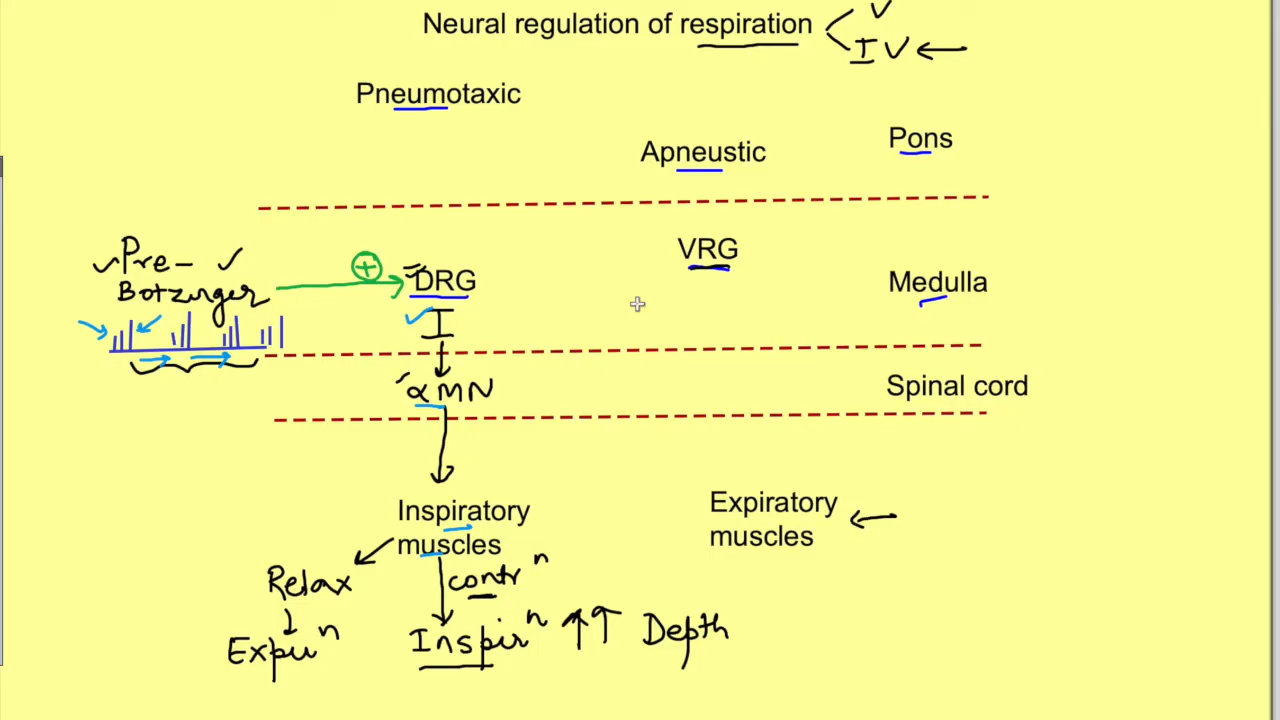 Neural regulation of respiration
V
IV
Pneumotaxic
Pons
Apneustic
VRG
Pre-
Botzinger
+
DRG
Medulla
I
αMN
Spinal cord
Inspiratory
muscles
Expiratory
muscles
Relax
contrⁿ
Expirⁿ
Inspirⁿ ↑↑ Depth